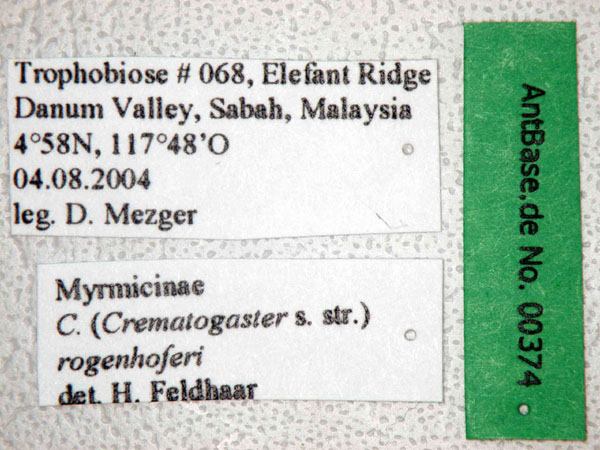 Trophobiose # 068, Elefant Ridge
Danum Valley, Sabah, Malaysia
4°58N, 117°48’O
04.08.2004
leg. D. Mezger
Myrmicinae
C. (Crematogaster s. str.)
rogenhoferi
det. H. Feldhaar
AntBase.de No. 00374